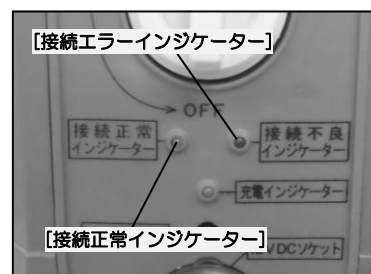 [接続エラーインジケーター]
OFF
接続正常
インジケーター
接続不良
インジケーター
充電インジケーター
[接続正常インジケーター]
12VDCソケット